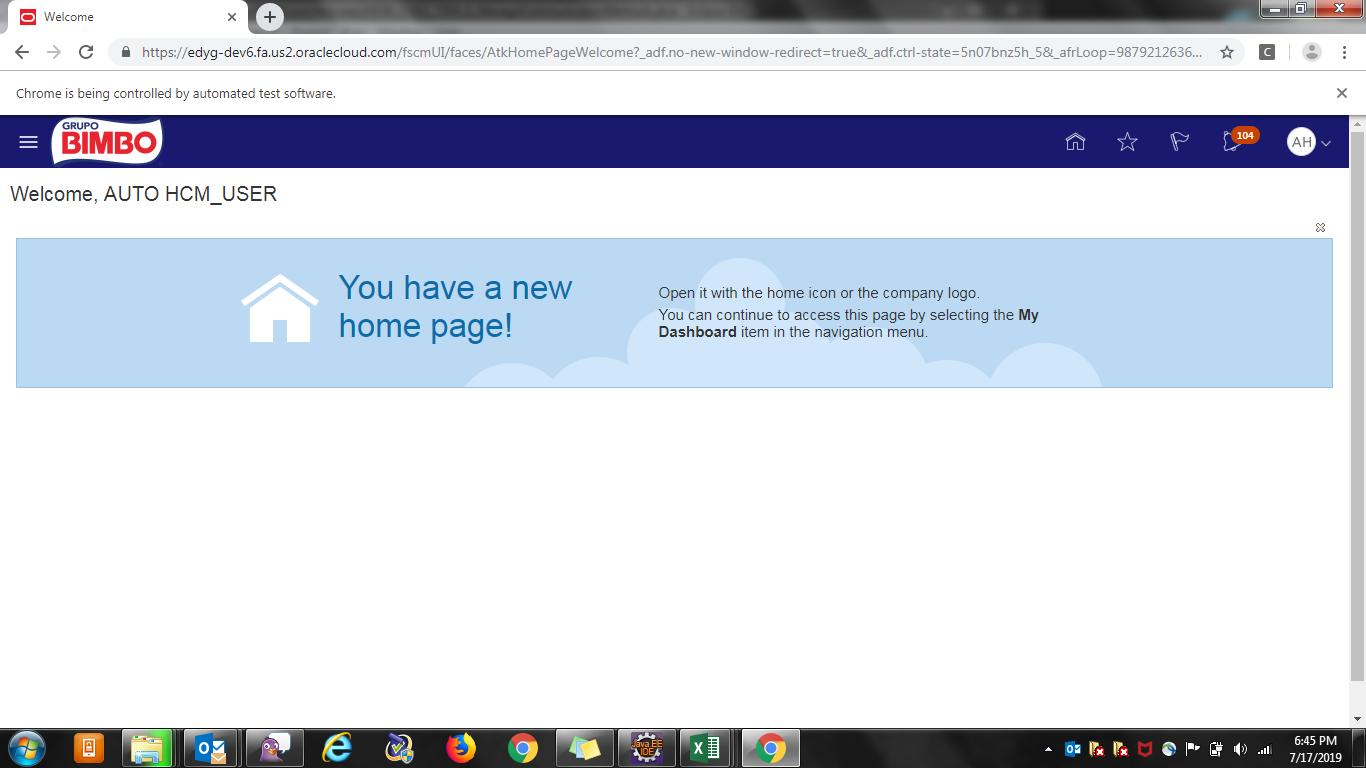 Welcome
https://edyg-dev6.fa.us2.oraclecloud.com/fscmUI/faces/AtkHomePageWelcome?_adf.no-new-window-redirect=true&_adf.ctrl-state=5n07bnz5h_5&_afrLoop=9879212636...
C
Chrome is being controlled by automated test software.
GRUPO
BIMBO
104
AH
Welcome, AUTO HCM_USER
You have a new
home page!
Open it with the home icon or the company logo.
You can continue to access this page by selecting the My
Dashboard item in the navigation menu.
Java EE
IDE
6:45 PM
7/17/2019